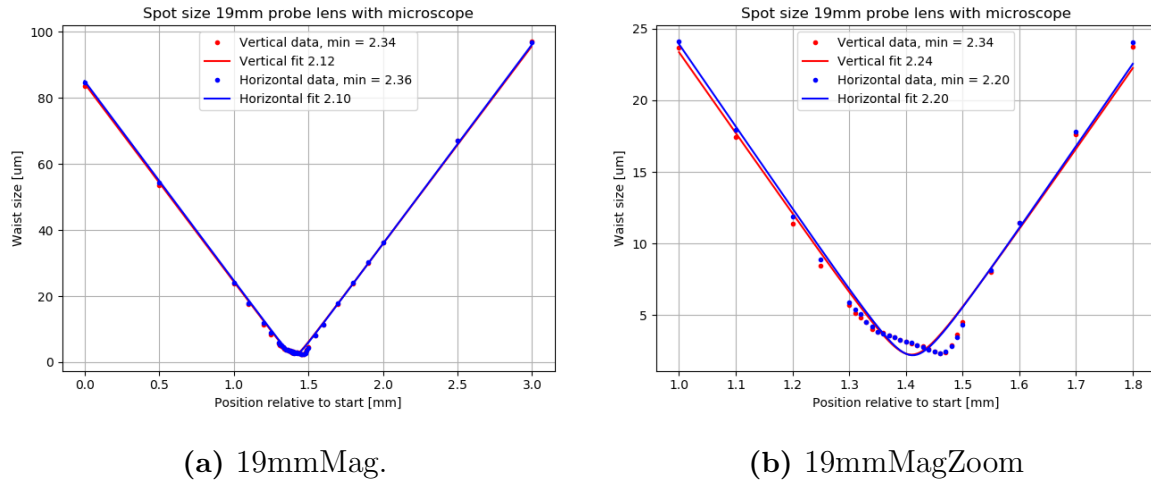 Spot size 19mm probe lens with microscope
100
80
60
40
20
0
Waist size [um]
Vertical data, min = 2.34
Vertical fit 2.12
Horizontal data, min = 2.36
Horizontal fit 2.10
0.0 0.5 1.0 1.5 2.0 2.5 3.0
Position relative to start [mm]
(a) 19mmMag.
Spot size 19mm probe lens with microscope
25
20
15
10
5
Waist size [um]
Vertical data, min = 2.34
Vertical fit 2.24
Horizontal data, min = 2.20
Horizontal fit 2.20
1.0 1.1 1.2 1.3 1.4 1.5 1.6 1.7 1.8
Position relative to start [mm]
(b) 19mmMagZoom